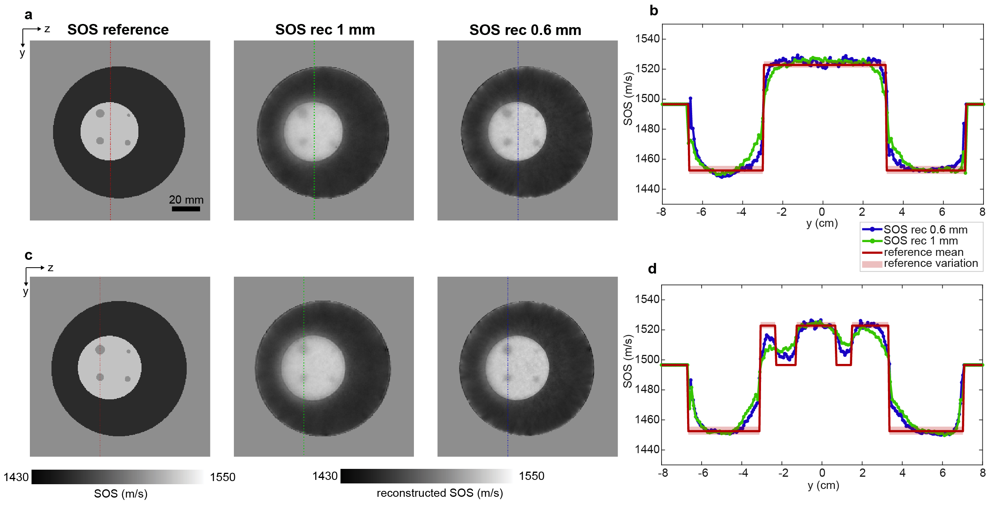 a
z
y
SOS reference
SOS rec 1 mm
SOS rec 0.6 mm
20 mm
b
1540
1520
1500
1480
1460
1440
SOS (m/s)
-8 -6 -4 -2 0 2 4 6 8
y (cm)
SOS rec 0.6 mm
SOS rec 1 mm
reference mean
reference variation
c
z
y
1430 1550
SOS (m/s)
1430 1550
reconstructed SOS (m/s)
d
1540
1520
1500
1480
1460
1440
SOS (m/s)
-8 -6 -4 -2 0 2 4 6 8
y (cm)